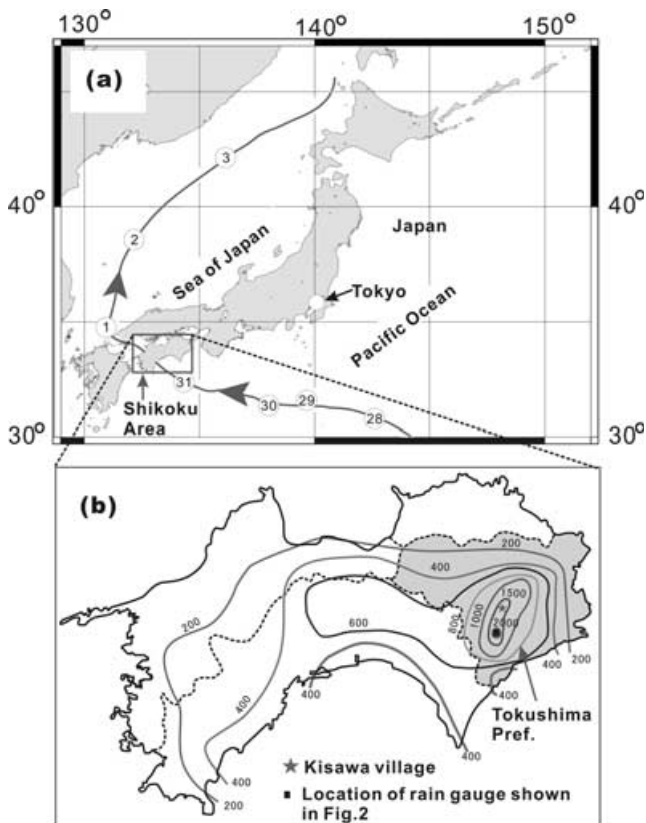 130°
140°
150°
(a)
3
40°
40°
2
Japan
Sea of Japan
Tokyo
1
Pacific Ocean
31
Shikoku
Area
30
29
28
30°
30°
(b)
200
400
200
1500
1000
800
2000
600
400
200
400
400
400
400
400
200
Tokushima
Pref.
Kisawa village
Location of rain gauge shown
in Fig.2